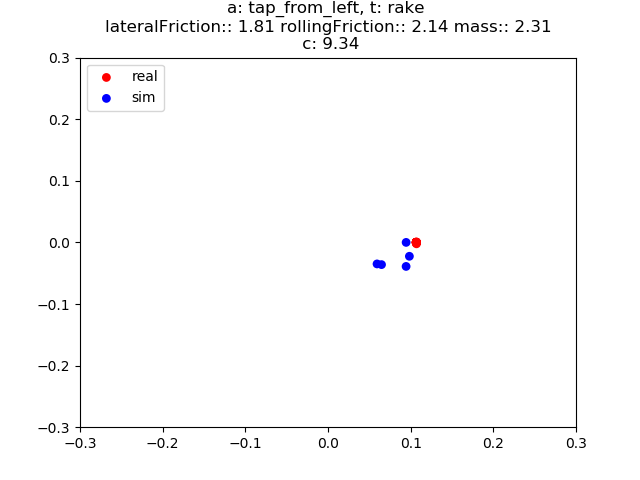 a: tap_from_left, t: rake
lateralFriction:: 1.81 rollingFriction:: 2.14 mass:: 2.31
c: 9.34
real
sim
0.3
0.2
0.1
0.0
−0.1
−0.2
−0.3
−0.3
−0.2
−0.1
0.0
0.1
0.2
0.3